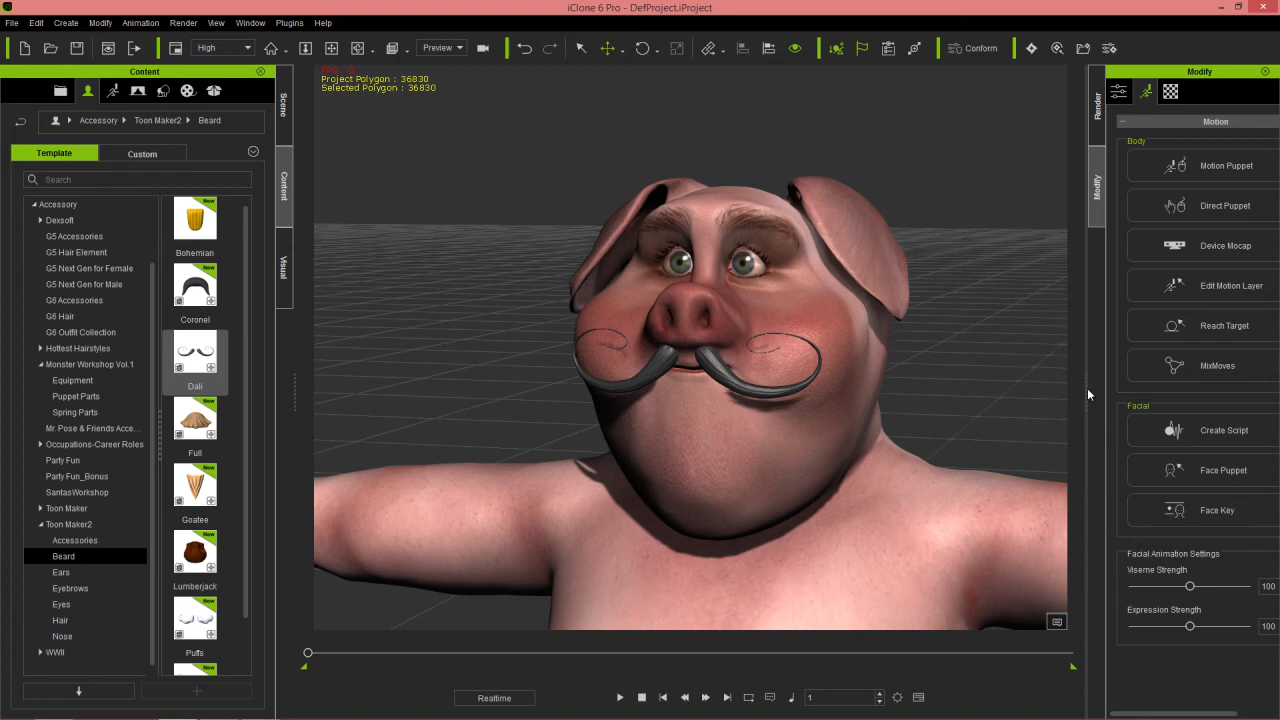 iClone 6 Pro - DefProject.iProject
File Edit Create Modify Animation Render View Window Plugins Help
High Preview Conform
Content
Accessory Toon Maker2 Beard
Template Custom
Search
Accessory
Dexsoft
G5 Accessories
G5 Hair Element
G5 Next Gen for Female
G5 Next Gen for Male
G6 Accessories
G6 Hair
G6 Outfit Collection
Hottest Hairstyles
Monster Workshop Vol.1
Equipment
Puppet Parts
Spring Parts
Mr. Pose & Friends Acce...
Occupations-Career Roles
Party Fun
Party Fun_Bonus
SantasWorkshop
Toon Maker
Toon Maker2
Accessories
Beard
Ears
Eyebrows
Eyes
Hair
Nose
WWII
New
Bohemian
New
Coronel
Dali
New
Full
New
Goatee
New
Lumberjack
New
Puffs
Scene
Content
Visual
Project Polygon : 36830
Selected Polygon : 36830
Realtime
1
Render
Modify
Modify
Motion
Body
Motion Puppet
Direct Puppet
Device Mocap
Edit Motion Layer
Reach Target
MixMoves
Facial
Create Script
Face Puppet
Face Key
Facial Animation Settings
Viseme Strength
100
Expression Strength
100